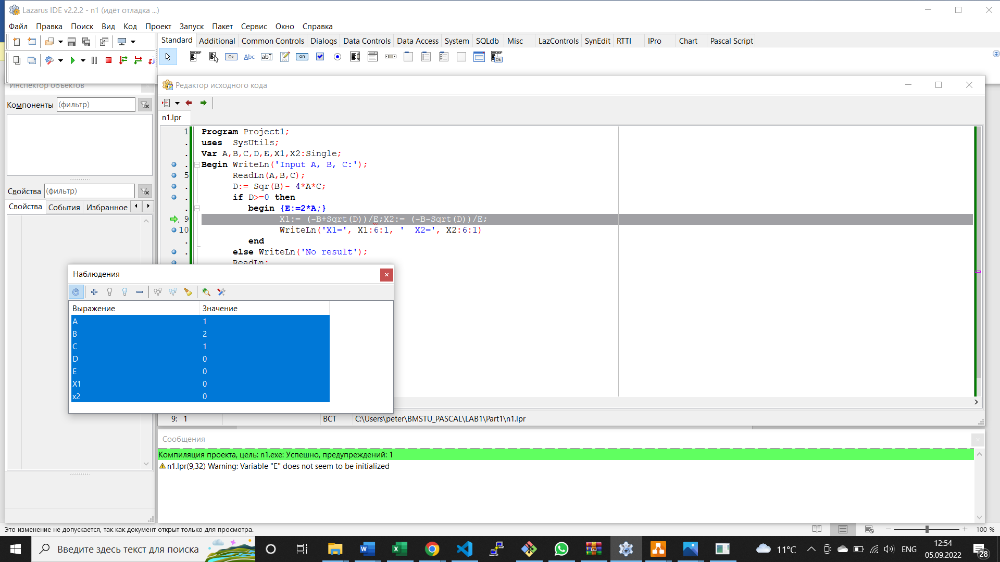 Lazarus IDE v2.2.2 - n1 (идёт отладка ...)
Файл Правка Поиск Вид Код Проект Запуск Пакет Сервис Окно Справка
Standard Additional Common Controls Dialogs Data Controls Data Access System SQLdb Misc LazControls SynEdit RTTI IPro Chart Pascal Script
Ok Abc abI on Ok
Инспектор объектов
Компоненты (фильтр)
Свойства (фильтр)
Свойства События Избранное
Редактор исходного кода
n1.lpr
1 Program Project1;
. uses  SysUtils;
. Var A,B,C,D,E,X1,X2:Single;
. Begin WriteLn('Input A, B, C:');
5 ReadLn(A,B,C);
. D:= Sqr(B)- 4*A*C;
. if D>=0 then
. begin {E:=2*A;}
9 X1:= (-B+Sqrt(D))/E;X2:= (-B-Sqrt(D))/E;
10 WriteLn('X1=', X1:6:1, '  X2=', X2:6:1)
. end
. else WriteLn('No result');
ReadLn;
Наблюдения
Выражение Значение
A 1
B 2
C 1
D 0
E 0
X1 0
x2 0
9: 1 ВСТ C:\Users\peter\BMSTU_PASCAL\LAB1\Part1\n1.lpr
Сообщения
Компиляция проекта, цель: n1.exe: Успешно, предупреждений: 1
n1.lpr(9,32) Warning: Variable "E" does not seem to be initialized
Это изменение не допускается, так как документ открыт только для просмотра.
100 %
Введите здесь текст для поиска
11°C ENG 12:54
05.09.2022
28